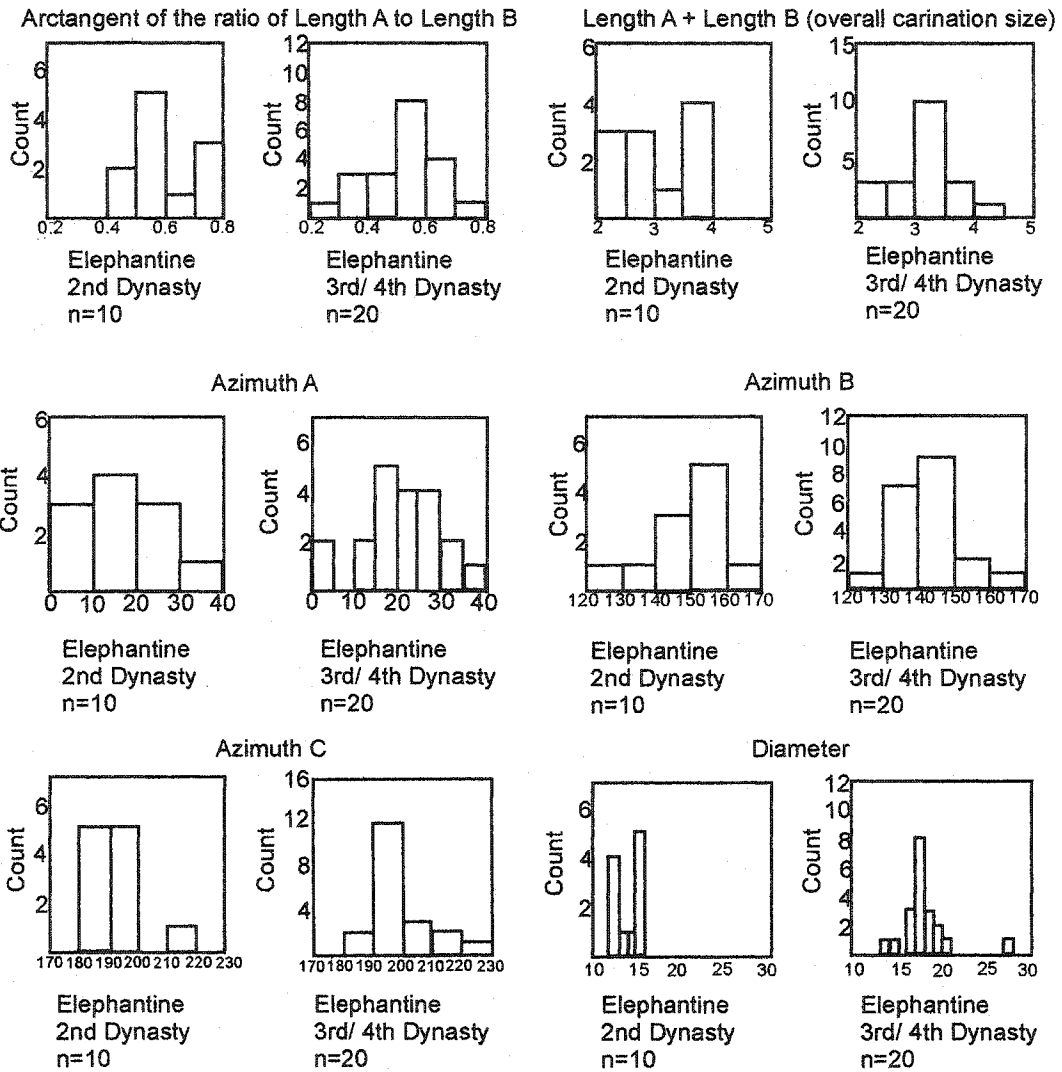 Arctangent of the ratio of Length A to Length B
Length A + Length B (overall carination size)
Count
6
4
2
0.2 0.4 0.6 0.8
Elephantine
2nd Dynasty
n=10
Count
12
10
8
6
4
2
0.2 0.4 0.6 0.8
Elephantine
3rd/ 4th Dynasty
n=20
Count
6
4
2
2 3 4 5
Elephantine
2nd Dynasty
n=10
Count
15
10
5
2 3 4 5
Elephantine
3rd/ 4th Dynasty
n=20
Azimuth A
Azimuth B
Count
6
4
2
0 10 20 30 40
Elephantine
2nd Dynasty
n=10
Count
6
4
2
0 10 20 30 40
Elephantine
3rd/ 4th Dynasty
n=20
Count
6
4
2
120 130 140 150 160 170
Elephantine
2nd Dynasty
n=10
Count
12
10
8
6
4
2
120 130 140 150 160 170
Elephantine
3rd/ 4th Dynasty
n=20
Azimuth C
Diameter
Count
6
4
2
170 180 190 200 210 220 230
Elephantine
2nd Dynasty
n=10
Count
16
12
8
4
170 180 190 200 210 220 230
Elephantine
3rd/ 4th Dynasty
n=20
Count
6
4
2
10 15 20 25 30
Elephantine
2nd Dynasty
n=10
Count
12
10
8
6
4
2
10 15 20 25 30
Elephantine
3rd/ 4th Dynasty
n=20